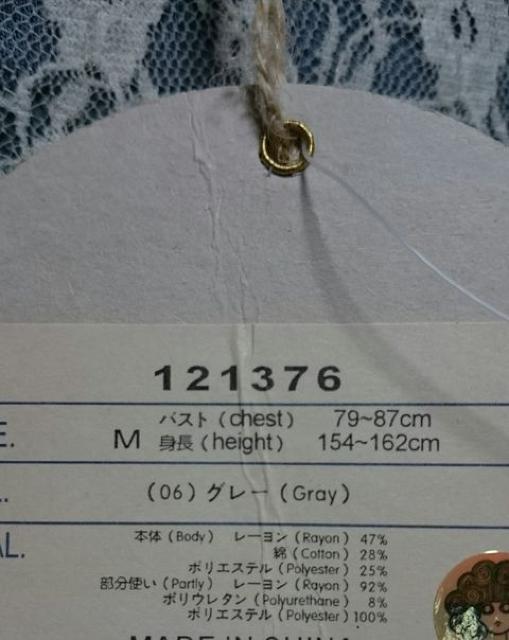 121376
E. M バスト (chest) 79~87cm
身長 (height) 154~162cm
(06) グレー (Gray)
AL. 本体 (Body) レーヨン (Rayon) 47%
綿 (Cotton) 28%
ポリエステル (Polyester) 25%
部分使い (Partly) レーヨン (Rayon) 92%
ポリウレタン (Polyurethane) 8%
ポリエステル (Polyester) 100%
MADE IN CHINA